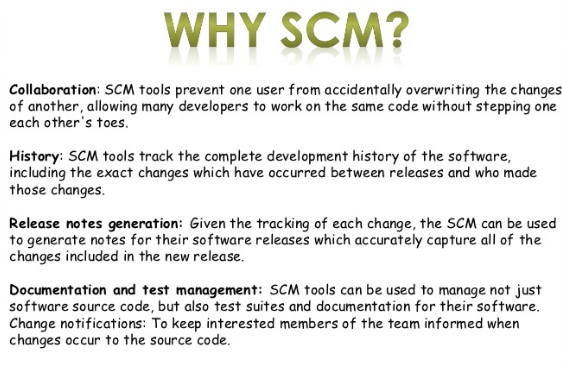 WHY SCM?
Collaboration: SCM tools prevent one user from accidentally overwriting the changes
of another, allowing many developers to work on the same code without stepping one
each other's toes.
History: SCM tools track the complete development history of the software,
including the exact changes which have occurred between releases and who made
those changes.
Release notes generation: Given the tracking of each change, the SCM can be used
to generate notes for their software releases which accurately capture all of the
changes included in the new release.
Documentation and test management: SCM tools can be used to manage not just
software source code, but also test suites and documentation for their software.
Change notifications: To keep interested members of the team informed when
changes occur to the source code.